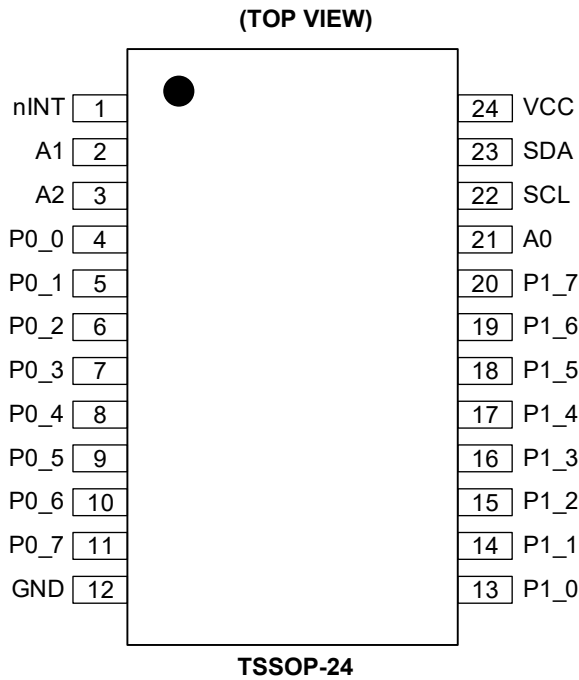 (TOP VIEW)
nINT 1 24 VCC
A1 2 23 SDA
A2 3 22 SCL
P0_0 4 21 A0
P0_1 5 20 P1_7
P0_2 6 19 P1_6
P0_3 7 18 P1_5
P0_4 8 17 P1_4
P0_5 9 16 P1_3
P0_6 10 15 P1_2
P0_7 11 14 P1_1
GND 12 13 P1_0
TSSOP-24